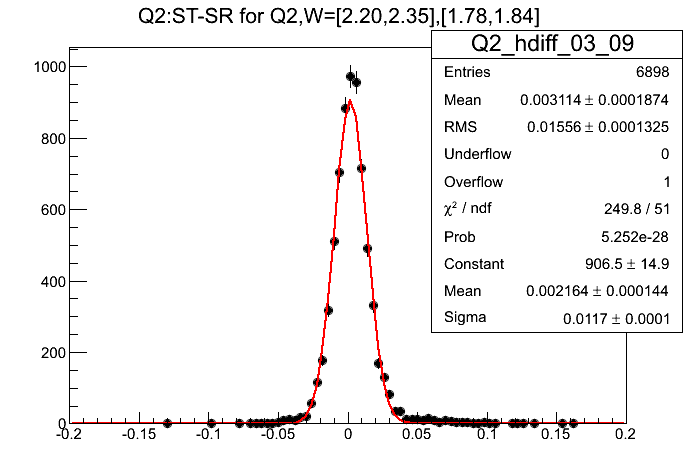 Q2:ST-SR for Q2,W=[2.20,2.35],[1.78,1.84]
Q2_hdiff_03_09
Entries 6898
Mean 0.003114 ± 0.0001874
RMS 0.01556 ± 0.0001325
Underflow 0
Overflow 1
χ² / ndf 249.8 / 51
Prob 5.252e-28
Constant 906.5 ± 14.9
Mean 0.002164 ± 0.000144
Sigma 0.0117 ± 0.0001
1000
800
600
400
200
0
-0.2 -0.15 -0.1 -0.05 0 0.05 0.1 0.15 0.2